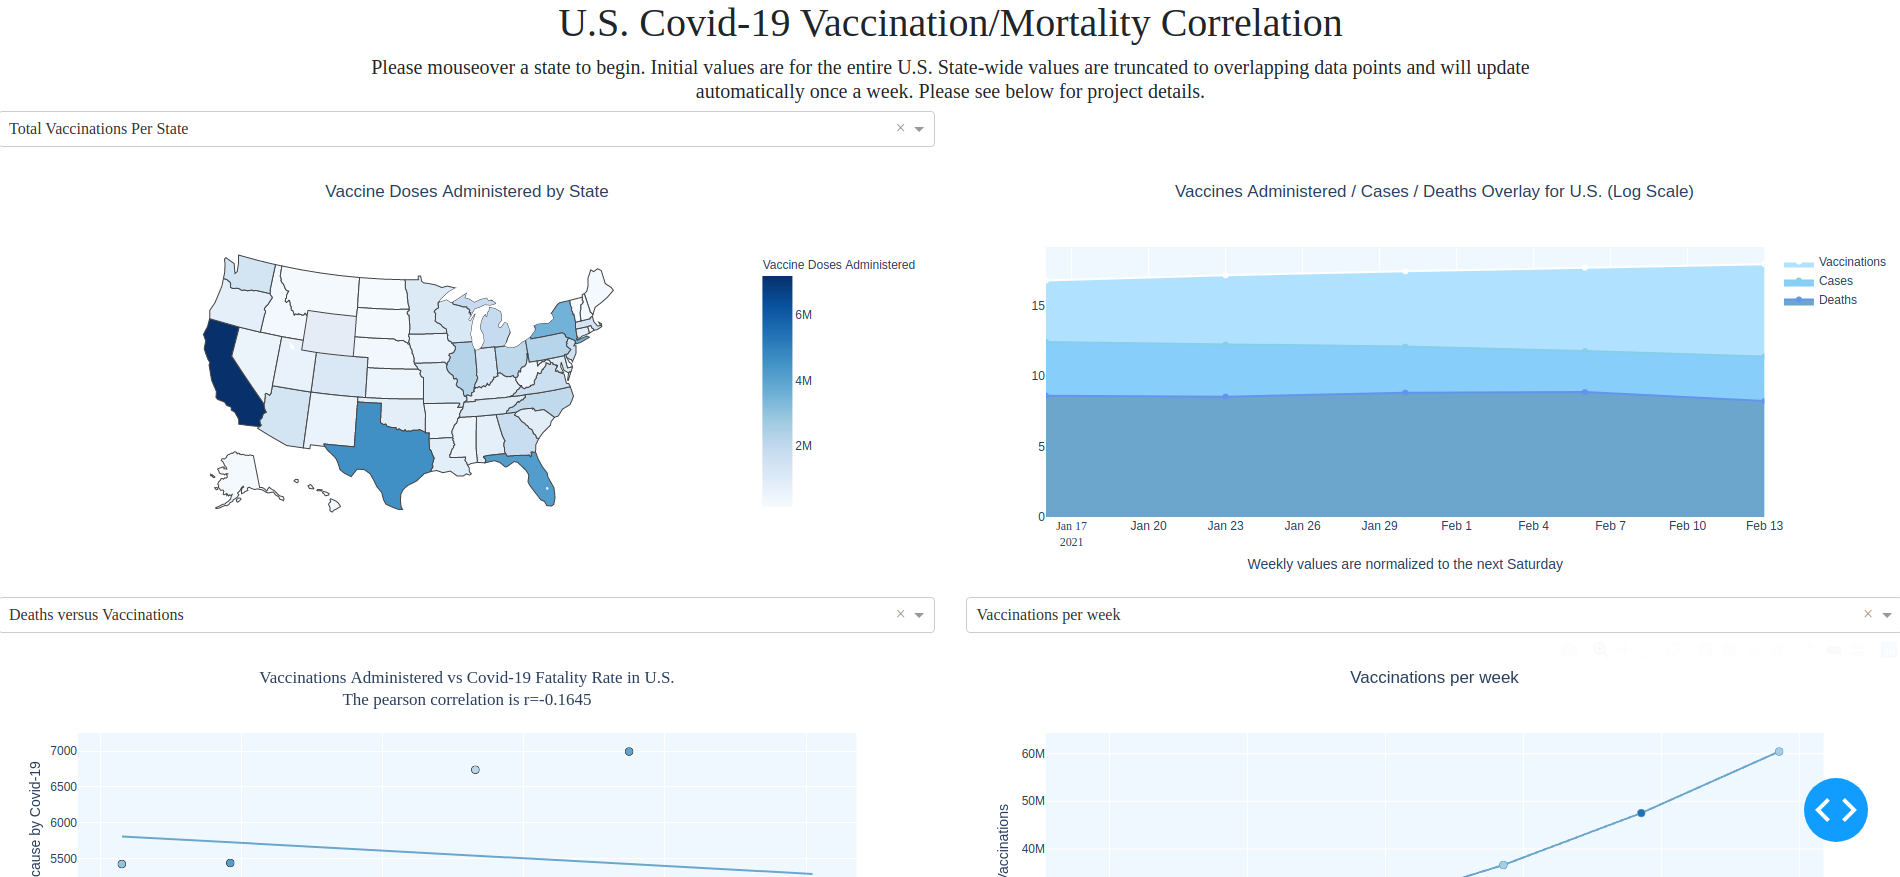 U.S. Covid-19 Vaccination/Mortality Correlation
Please mouseover a state to begin. Initial values are for the entire U.S. State-wide values are truncated to overlapping data points and will update
automatically once a week. Please see below for project details.
Total Vaccinations Per State
×
Vaccine Doses Administered by State
Vaccine Doses Administered
6M
4M
2M
Vaccines Administered / Cases / Deaths Overlay for U.S. (Log Scale)
Vaccinations
Cases
Deaths
15
10
5
0
Jan 17
2021
Jan 20
Jan 23
Jan 26
Jan 29
Feb 1
Feb 4
Feb 7
Feb 10
Feb 13
Weekly values are normalized to the next Saturday
Deaths versus Vaccinations
×
Vaccinations per week
×
Vaccinations Administered vs Covid-19 Fatality Rate in U.S.
The pearson correlation is r=-0.1645
7000
6500
6000
5500
cause by Covid-19
Vaccinations per week
60M
50M
40M
Vaccinations